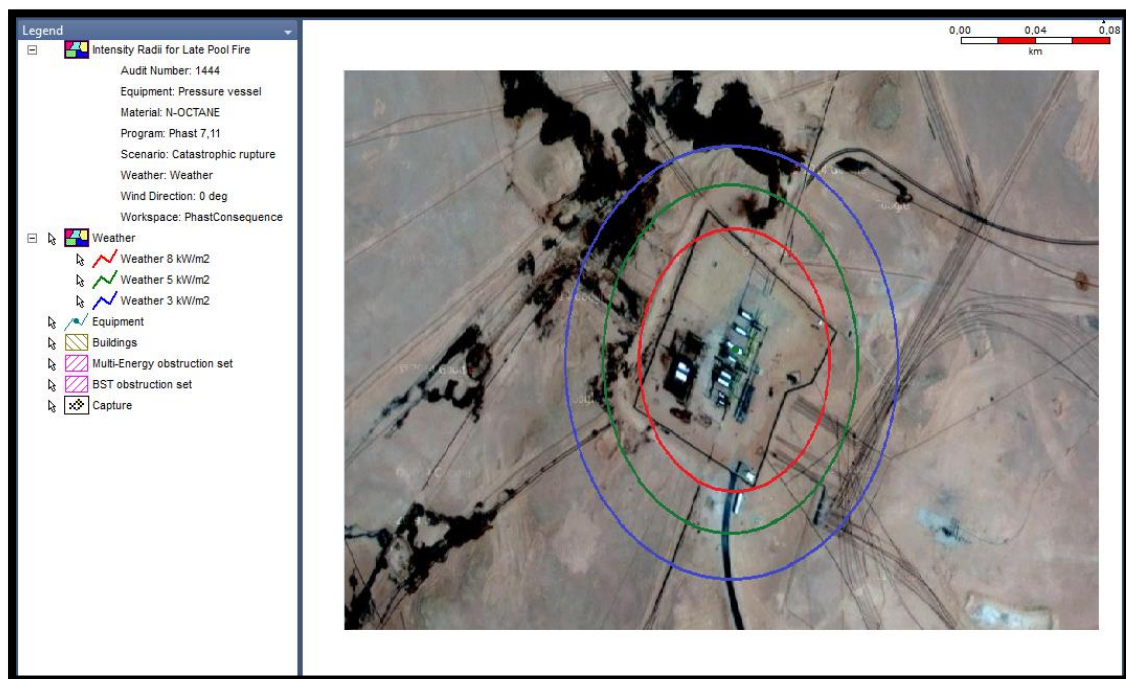 Legend
Intensity Radii for Late Pool Fire
Audit Number: 1444
Equipment: Pressure vessel
Material: N-OCTANE
Program: Phast 7,11
Scenario: Catastrophic rupture
Weather: Weather
Wind Direction: 0 deg
Workspace: PhastConsequence
Weather
Weather 8 kW/m2
Weather 5 kW/m2
Weather 3 kW/m2
Equipment
Buildings
Multi-Energy obstruction set
BST obstruction set
Capture
0,00 0,04 0,08
km